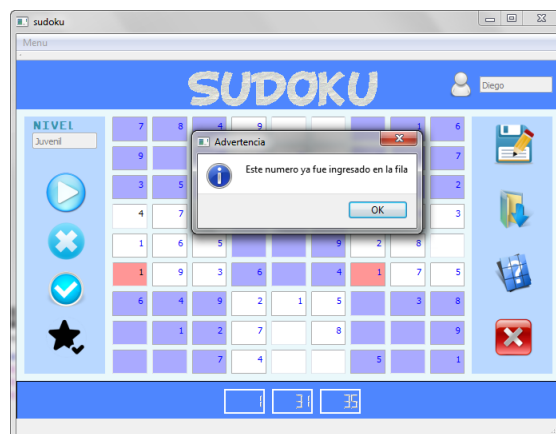 sudoku
Menu
SUDOKU
Diego
NIVEL
Juvenil
7 8 4 9 1 6
9 7
3 5 2
4 7 3
1 6 5 9 2 8
1 9 3 6 4 1 7 5
6 4 9 2 1 5 3 8
1 2 7 8 9
7 4 5 1
Advertencia
Este numero ya fue ingresado en la fila
OK
1 31 35